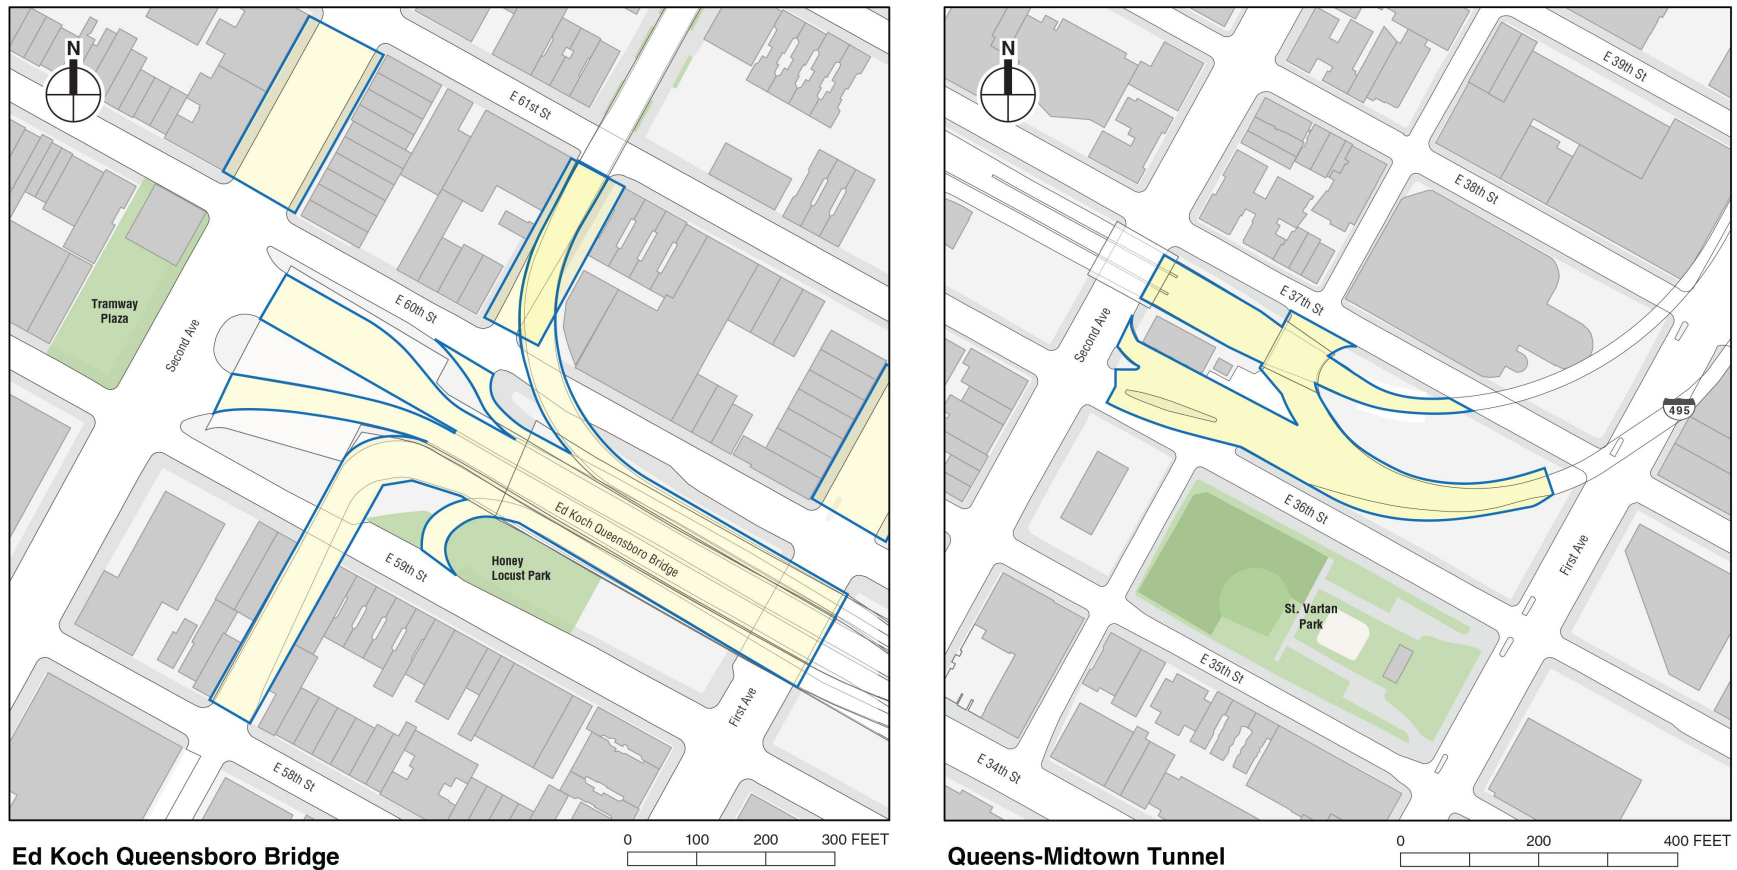 N
E 61st St
Tramway
Plaza
Second Ave
E 60th St
Ed Koch Queensboro Bridge
Honey
Locust Park
E 59th St
First Ave
E 58th St
Ed Koch Queensboro Bridge
0 100 200 300 FEET
N
E 39th St
E 38th St
E 37th St
Second Ave
495
E 36th St
First Ave
St. Vartan
Park
E 35th St
E 34th St
Queens-Midtown Tunnel
0 200 400 FEET